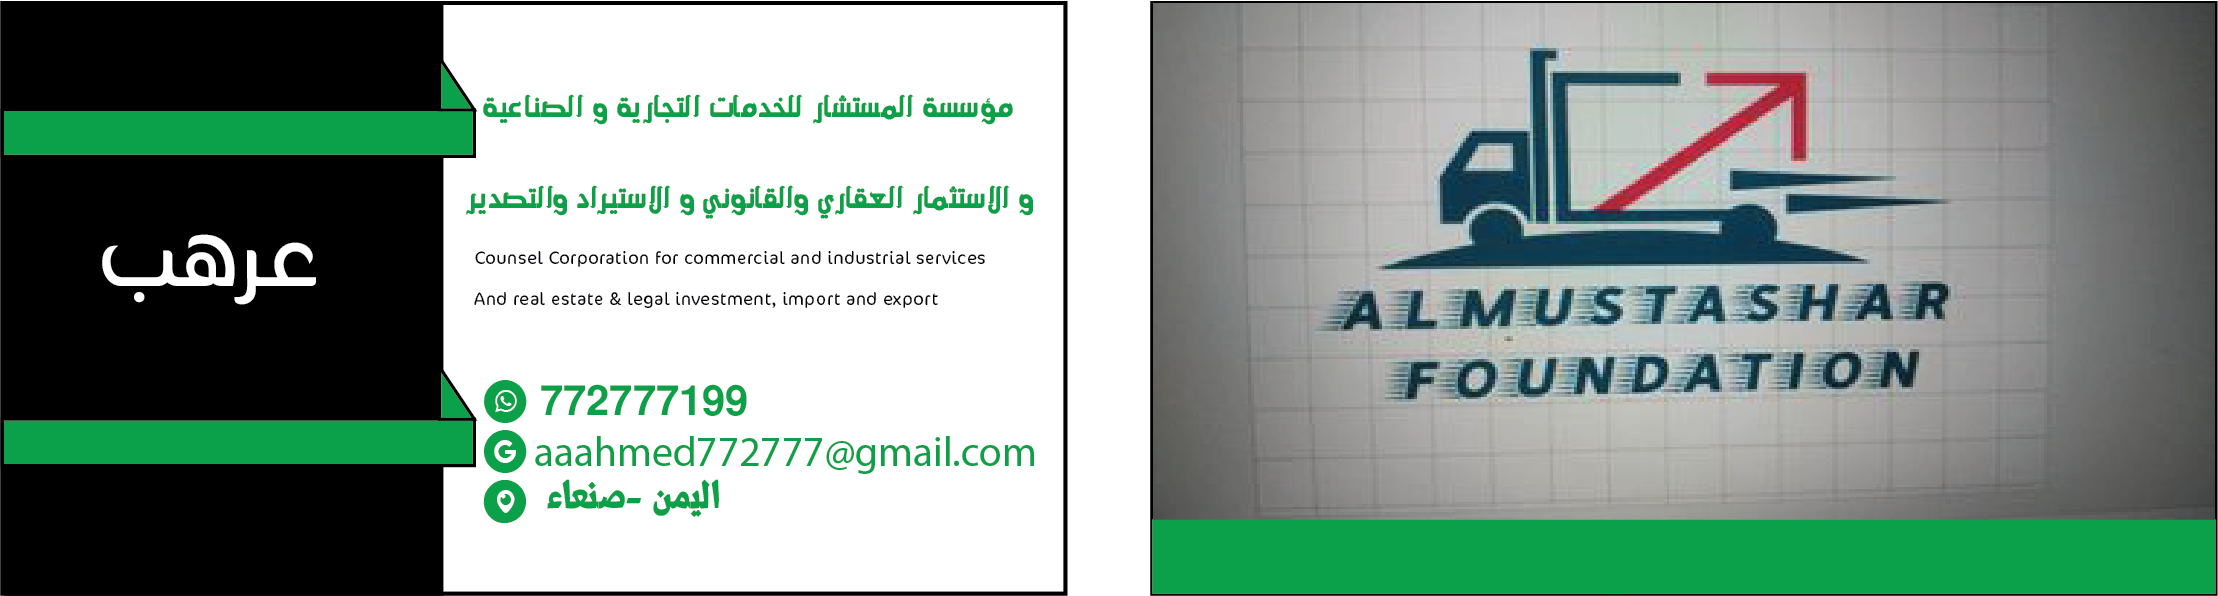 عرهب
مؤسسة المستشار للخدمات التجارية و الصناعية
و الإستثمار العقاري والقانوني و الاستيراد والتصدير
Counsel Corporation for commercial and industrial services
And real estate & legal investment, import and export
772777199
aaahmed772777@gmail.com
اليمن -صنعاء
ALMUSTASHAR
FOUNDATION